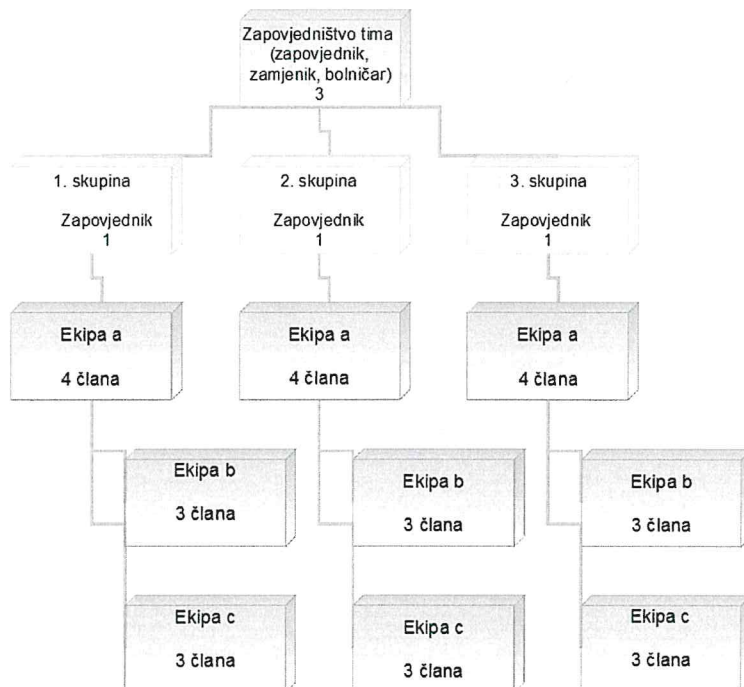 Zapovjedništvo tima
(zapovjednik,
zamjenik, bolničar)
3
1. skupina
Zapovjednik
1
2. skupina
Zapovjednik
1
3. skupina
Zapovjednik
1
Ekipa a
4 člana
Ekipa a
4 člana
Ekipa a
4 člana
Ekipa b
3 člana
Ekipa b
3 člana
Ekipa b
3 člana
Ekipa c
3 člana
Ekipa c
3 člana
Ekipa c
3 člana